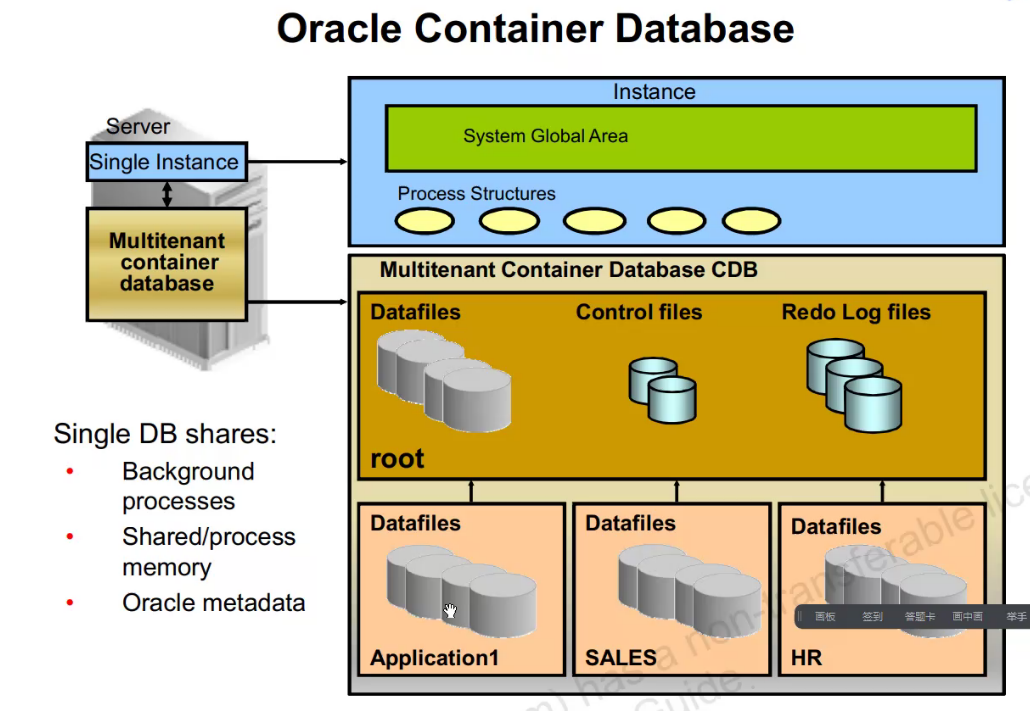 Oracle Container Database
Server
Single Instance
Multitenant
container
database
Instance
System Global Area
Process Structures
Multitenant Container Database CDB
Datafiles
Control files
Redo Log files
root
Datafiles
Application1
Datafiles
SALES
Datafiles
HR
Single DB shares:
• Background
processes
• Shared/process
memory
• Oracle metadata
画板 签到 答题卡 画中画 举手
) has a non-transferable lice
Guide.